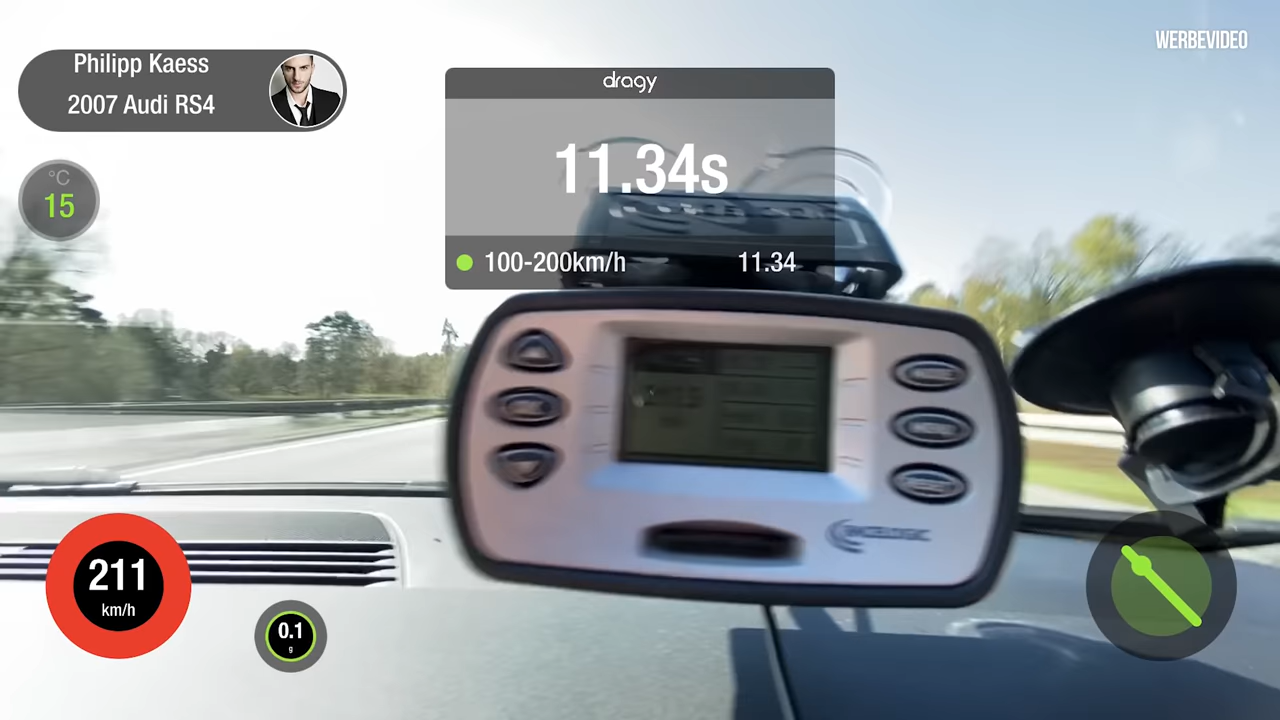 Philipp Kaess
2007 Audi RS4
WERBEVIDEO
dragy
°C
15
11.34s
100-200km/h
11.34
211
km/h
0.1
g